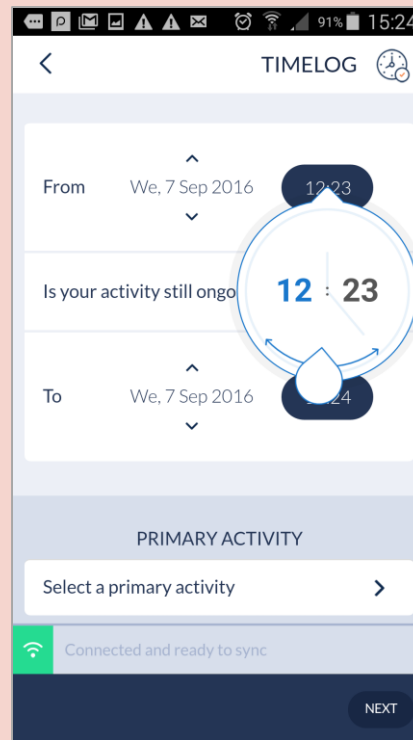 91% 15:24
TIMELOG
From We, 7 Sep 2016 12:23
12 : 23
Is your activity still ongo
To We, 7 Sep 2016 :24
PRIMARY ACTIVITY
Select a primary activity
Connected and ready to sync
NEXT